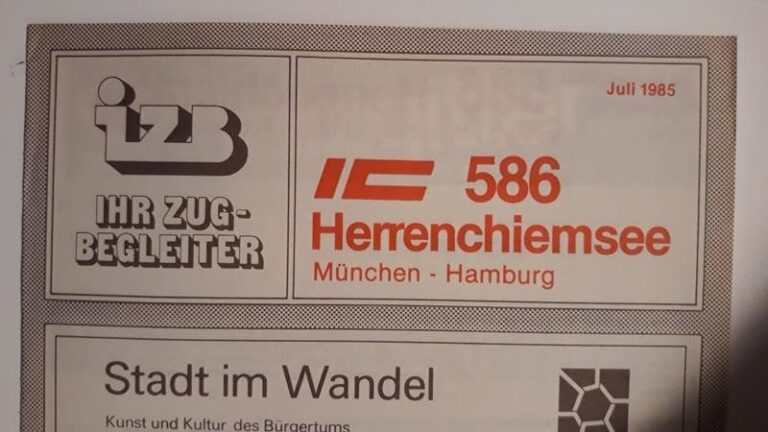 izB
IHR ZUG-
BEGLEITER
Juli 1985
IC 586
Herrenchiemsee
München - Hamburg
Stadt im Wandel
Kunst und Kultur des Bürgertums